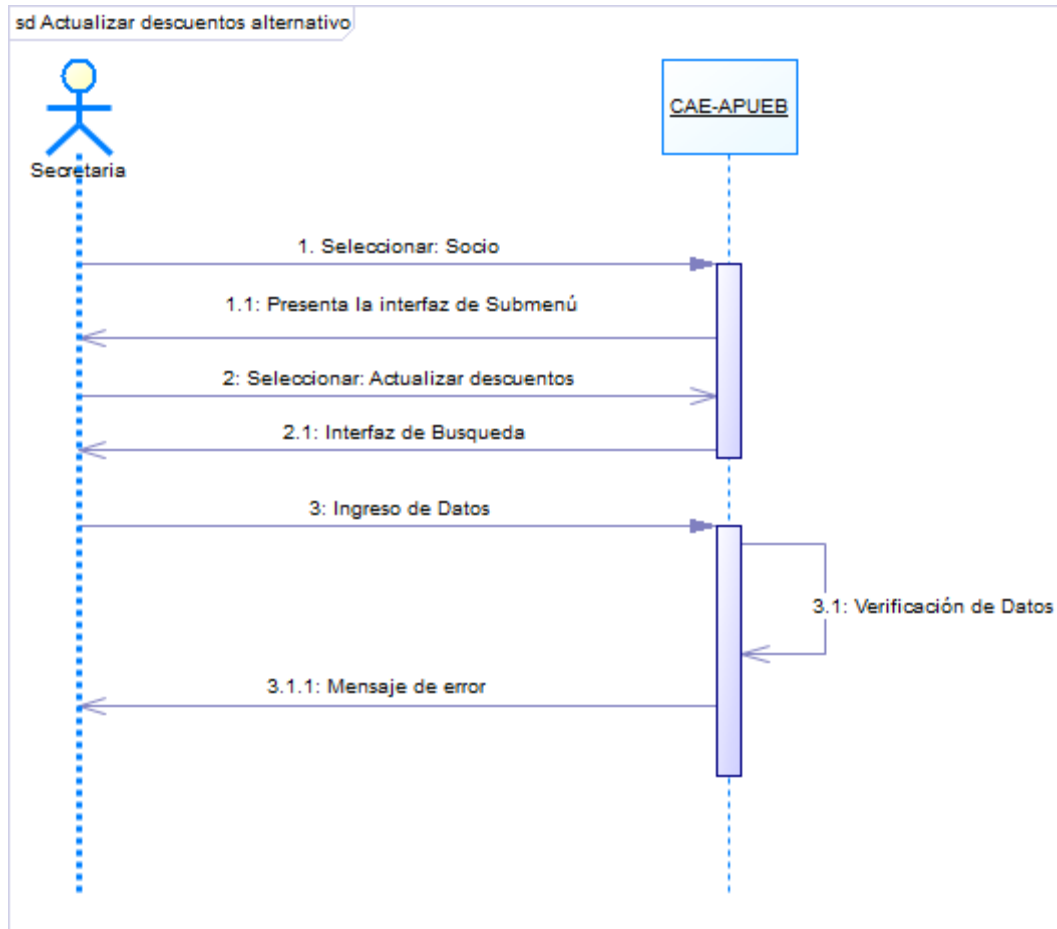 sd Actualizar descuentos alternativo
Secretaria
CAE-APUEB
1. Seleccionar: Socio
1.1: Presenta la interfaz de Submenú
2: Seleccionar: Actualizar descuentos
2.1: Interfaz de Busqueda
3: Ingreso de Datos
3.1: Verificación de Datos
3.1.1: Mensaje de error